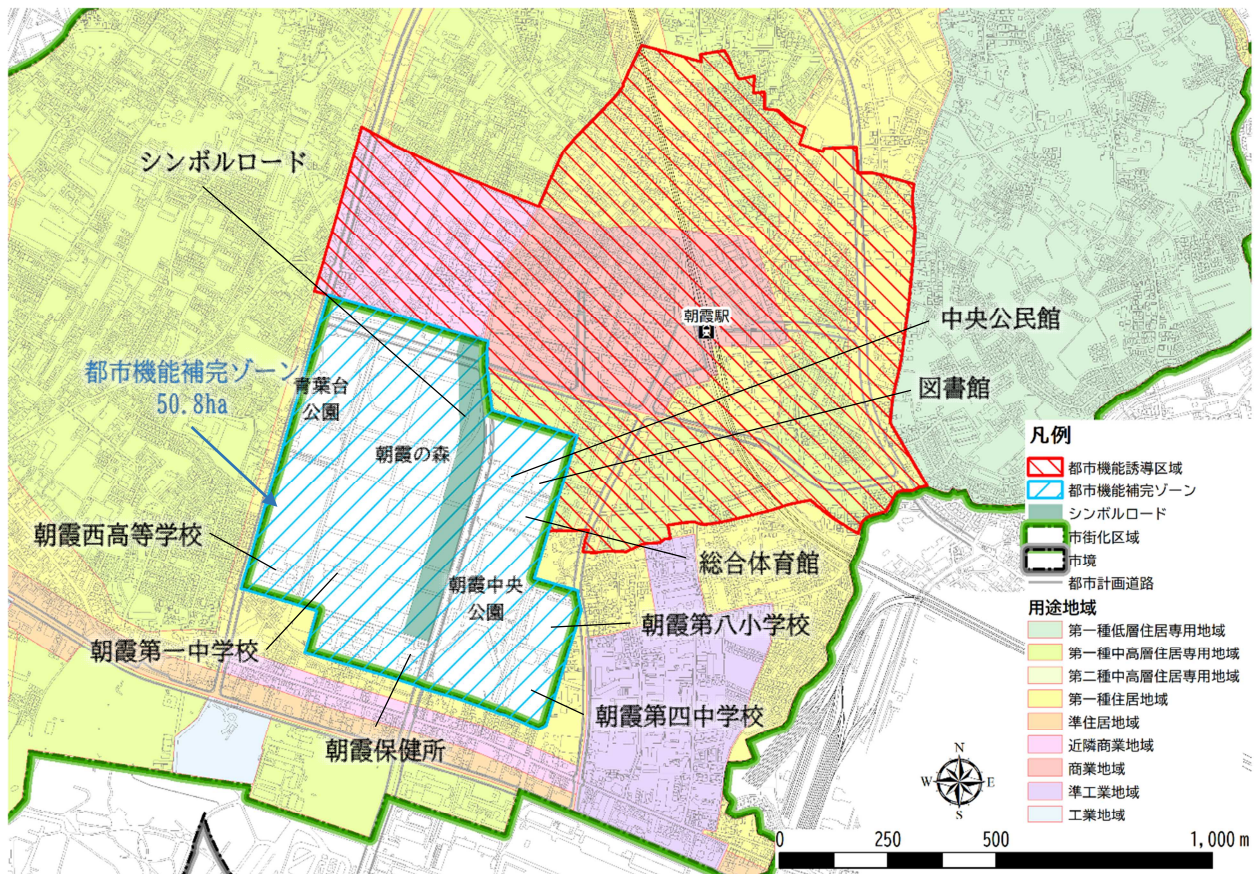 シンボルロード
朝霞駅
中央公民館
都市機能補完ゾーン
50.8ha
青葉台
公園
図書館
朝霞の森
朝霞西高等学校
総合体育館
朝霞中央
公園
朝霞第八小学校
朝霞第一中学校
朝霞第四中学校
朝霞保健所
凡例
都市機能誘導区域
都市機能補完ゾーン
シンボルロード
市街化区域
市境
都市計画道路
用途地域
第一種低層住居専用地域
第一種中高層住居専用地域
第二種中高層住居専用地域
第一種住居地域
準住居地域
近隣商業地域
商業地域
準工業地域
工業地域
N
W E
S
0 250 500 1,000 m